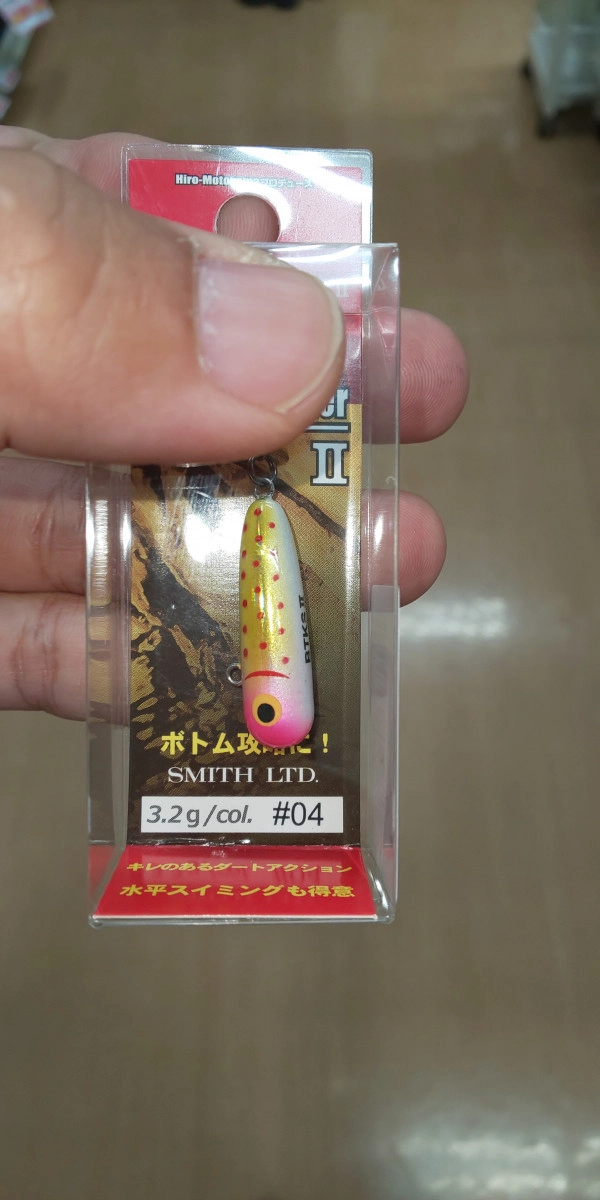 Hiro-Moto プロデュース
er
II
BTKS II
ボトム攻略に！
SMITH LTD.
3.2g/col. #04
キレのあるダートアクション
水平スイミングも得意